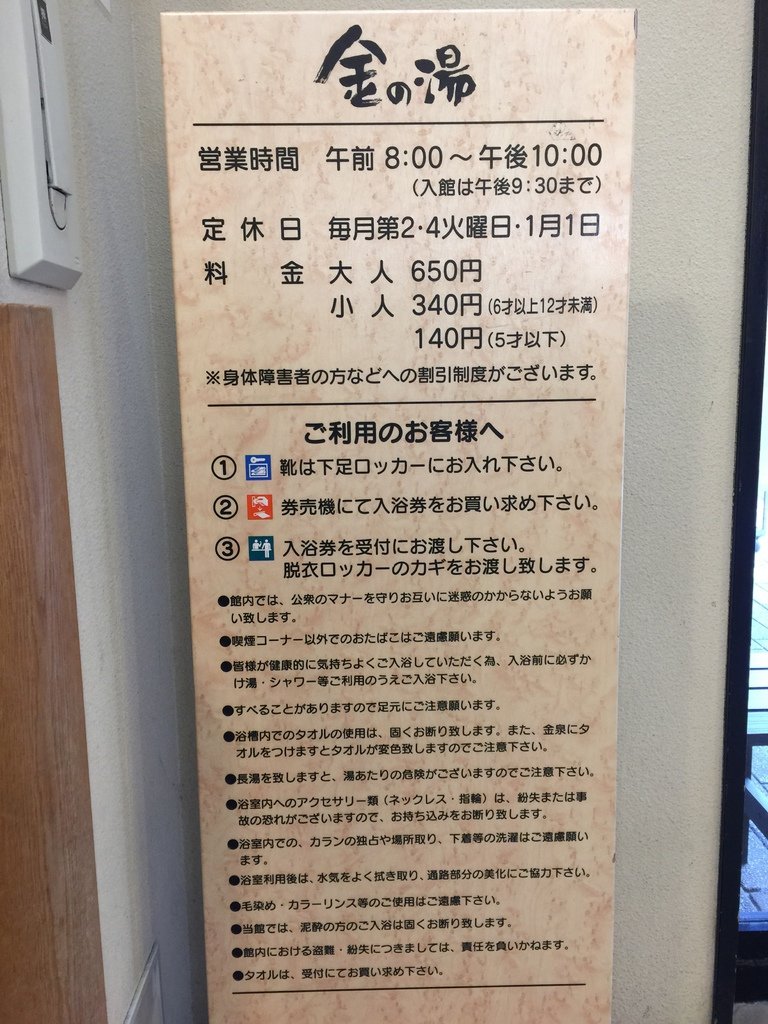 金の湯
営業時間 午前 8:00〜午後10:00
(入館は午後9:30まで)
定休日 毎月第2・4火曜日・1月1日
料金 大人 650円
小人 340円(6才以上12才未満)
140円(5才以下)
※身体障害者の方などへの割引制度がございます。
ご利用のお客様へ
① 靴は下足ロッカーにお入れ下さい。
② 券売機にて入浴券をお買い求め下さい。
③ 入浴券を受付にお渡し下さい。
脱衣ロッカーのカギをお渡し致します。
●館内では、公衆のマナーを守りお互いに迷惑のかからないようお願
い致します。
●喫煙コーナー以外でのおたばこはご遠慮願います。
●皆様が健康的に気持ちよくご入浴していただく為、入浴前に必ずか
け湯・シャワー等ご利用のうえご入浴下さい。
●すべることがありますので足元にご注意願います。
●浴槽内でのタオルの使用は、固くお断り致します。また、金泉にタ
オルをつけますとタオルが変色致しますのでご注意下さい。
●長湯を致しますと、湯あたりの危険がございますのでご注意下さい。
●浴室内へのアクセサリー類(ネックレス・指輪)は、紛失または事
故の恐れがございますので、お持ち込みをお断り致します。
●浴室内での、カランの独占や場所取り、下着等の洗濯はご遠慮願い
ます。
●浴室利用後は、水気をよく拭き取り、通路部分の美化にご協力下さい。
●毛染め・カラーリンス等のご使用はご遠慮下さい。
●当館では、泥酔の方のご入浴は固くお断り致します。
●館内における盗難・紛失につきましては、責任を負いかねます。
●タオルは、受付にてお買い求め下さい。